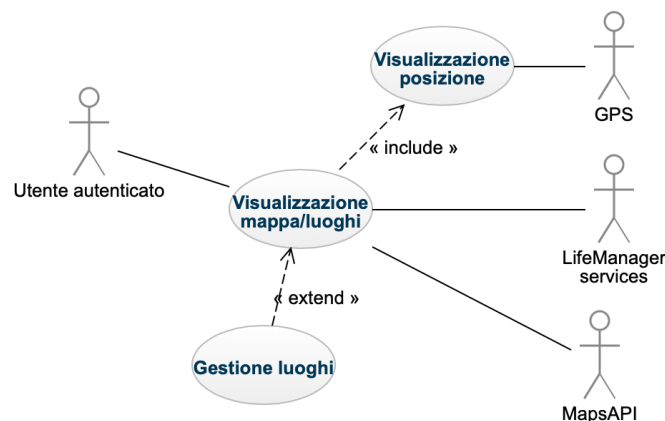 Visualizzazione
posizione
GPS
« include »
Utente autenticato
Visualizzazione
mappa/luoghi
LifeManager
services
« extend »
Gestione luoghi
MapsAPI